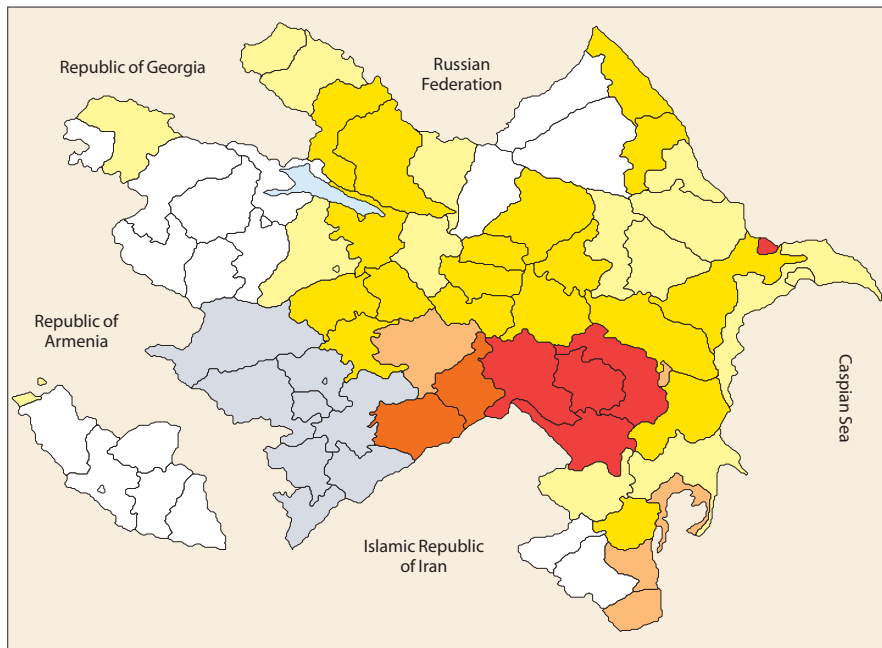 Republic of Georgia
Russian
Federation
Republic of
Armenia
Caspian Sea
Islamic Republic
of Iran